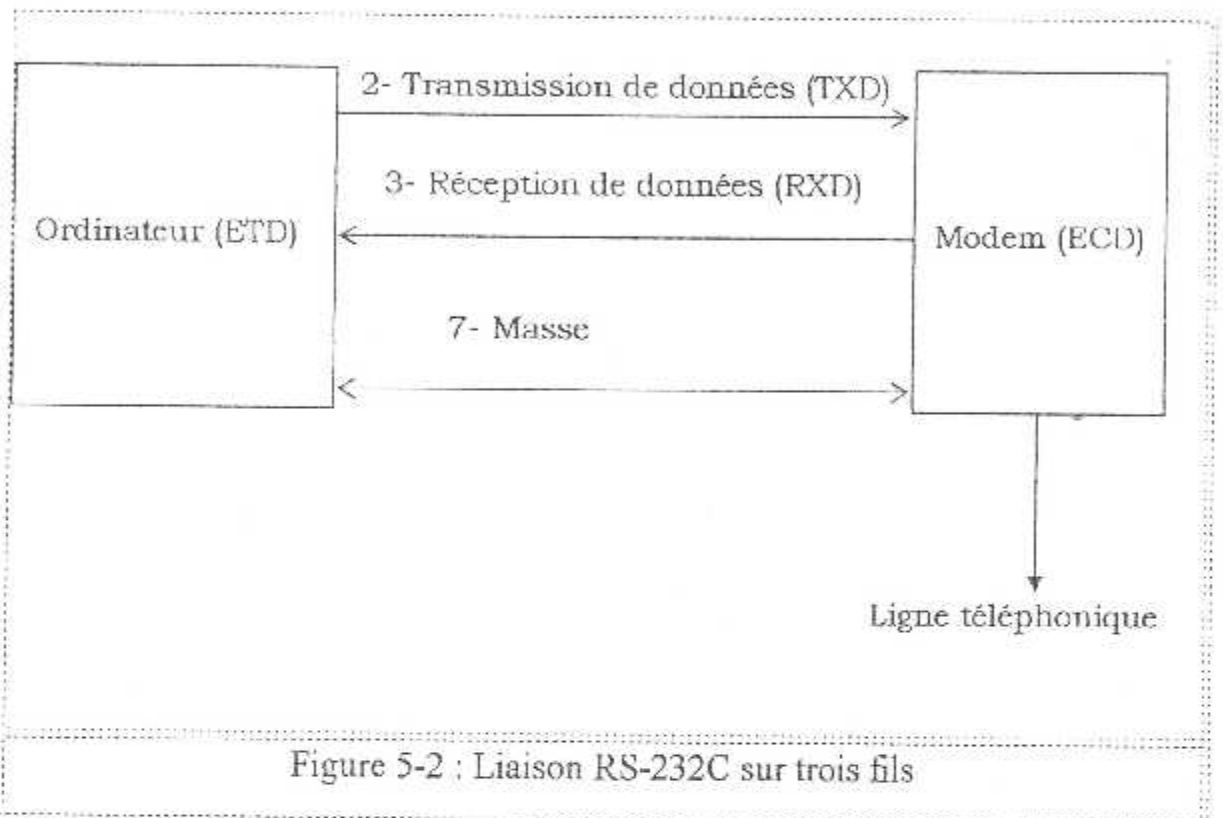 2- Transmission de données (TXD)
3- Réception de données (RXD)
Ordinateur (ETD)
Modem (ECD)
7- Masse
Ligne téléphonique
Figure 5-2 : Liaison RS-232C sur trois fils